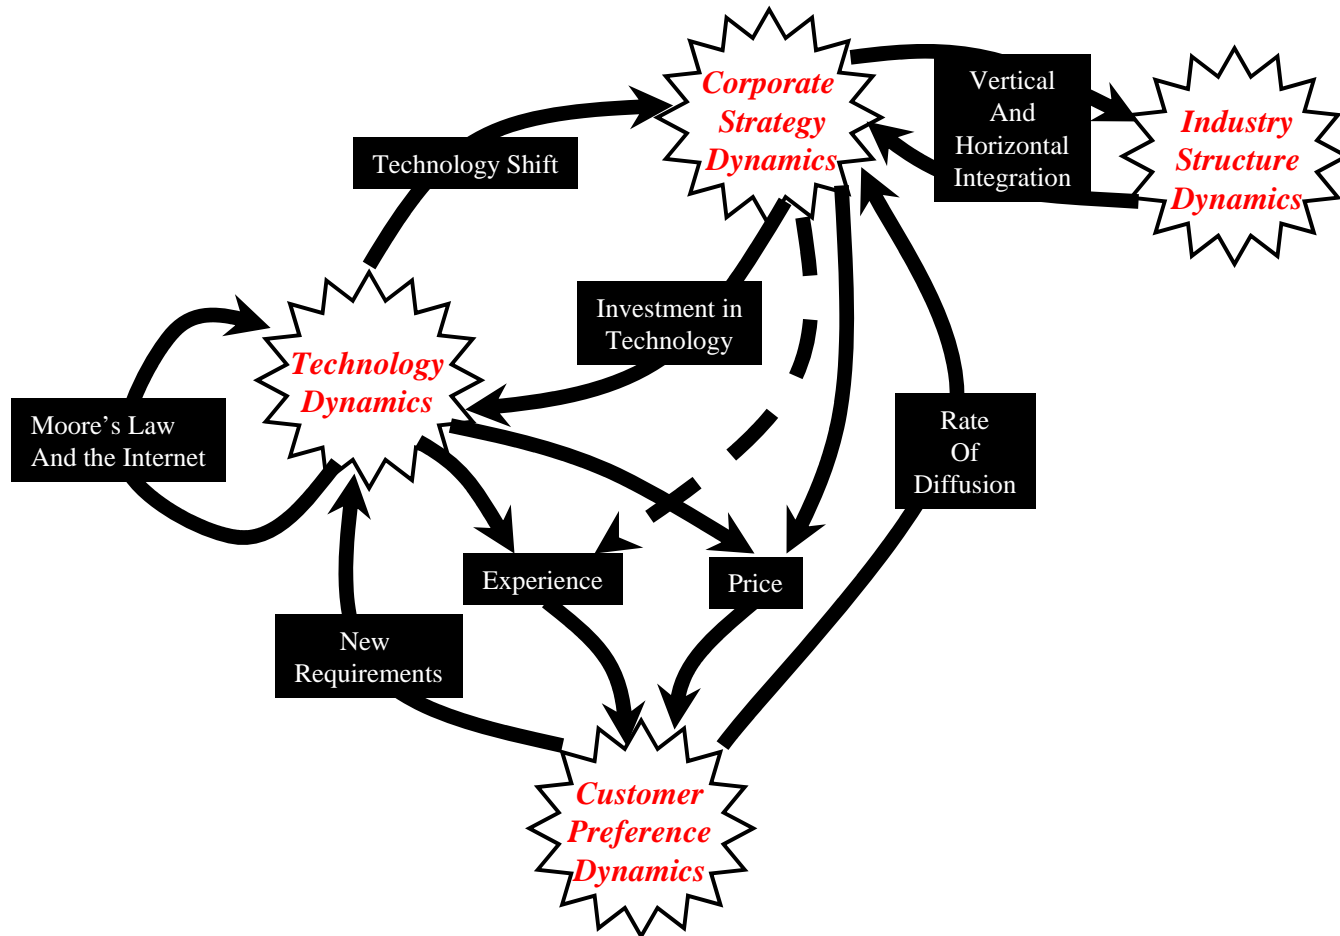 Corporate
Strategy
Dynamics
Vertical
And
Horizontal
Integration
Industry
Structure
Dynamics
Technology Shift
Investment in
Technology
Technology
Dynamics
Moore’s Law
And the Internet
Rate
Of
Diffusion
Experience
Price
New
Requirements
Customer
Preference
Dynamics